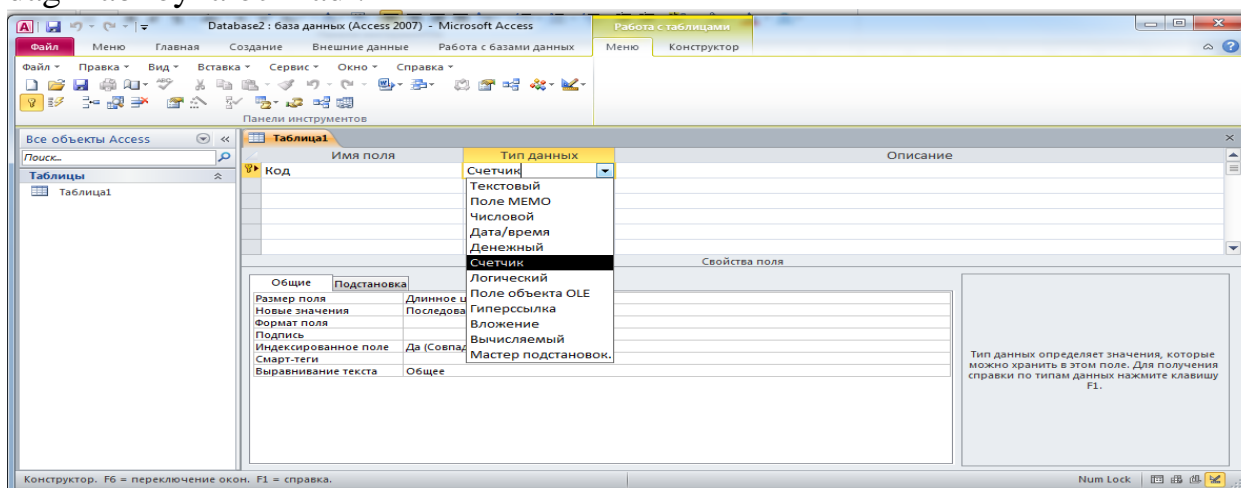 Database2 : база данных (Access 2007) - Microsoft Access
Работа с таблицами
Файл Меню Главная Создание Внешние данные Работа с базами данных Меню Конструктор
Файл Правка Вид Вставка Сервис Окно Справка
Панели инструментов
Все объекты Access
Таблица1
Поиск...
Имя поля Тип данных Описание
Таблицы
Код Счетчик
Таблица1
Текстовый
Поле МЕМО
Числовой
Дата/время
Денежный
Счетчик
Логический
Поле объекта OLE
Гиперссылка
Вложение
Вычисляемый
Мастер подстановок.
Свойства поля
Общие Подстановка
Размер поля Длинное ц
Новые значения Последова
Формат поля
Подпись
Индексированное поле Да (Совпад
Смарт-теги
Выравнивание текста Общее
Тип данных определяет значения, которые
можно хранить в этом поле. Для получения
справки по типам данных нажмите клавишу
F1.
Конструктор. F6 = переключение окон. F1 = справка. Num Lock